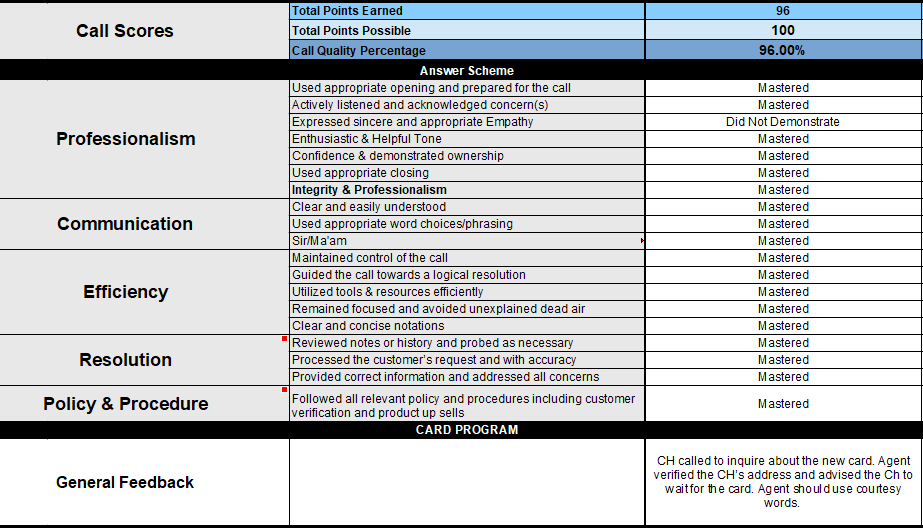 Call Scores
Total Points Earned 96
Total Points Possible 100
Call Quality Percentage 96.00%
Answer Scheme
Professionalism
Used appropriate opening and prepared for the call Mastered
Actively listened and acknowledged concern(s) Mastered
Expressed sincere and appropriate Empathy Did Not Demonstrate
Enthusiastic & Helpful Tone Mastered
Confidence & demonstrated ownership Mastered
Used appropriate closing Mastered
Integrity & Professionalism Mastered
Communication
Clear and easily understood Mastered
Used appropriate word choices/phrasing Mastered
Sir/Ma'am Mastered
Efficiency
Maintained control of the call Mastered
Guided the call towards a logical resolution Mastered
Utilized tools & resources efficiently Mastered
Remained focused and avoided unexplained dead air Mastered
Clear and concise notations Mastered
Resolution
Reviewed notes or history and probed as necessary Mastered
Processed the customer's request and with accuracy Mastered
Provided correct information and addressed all concerns Mastered
Policy & Procedure
Followed all relevant policy and procedures including customer
verification and product up sells
Mastered
CARD PROGRAM
General Feedback
CH called to inquire about the new card. Agent
verified the CH's address and advised the Ch to
wait for the card. Agent should use courtesy
words.